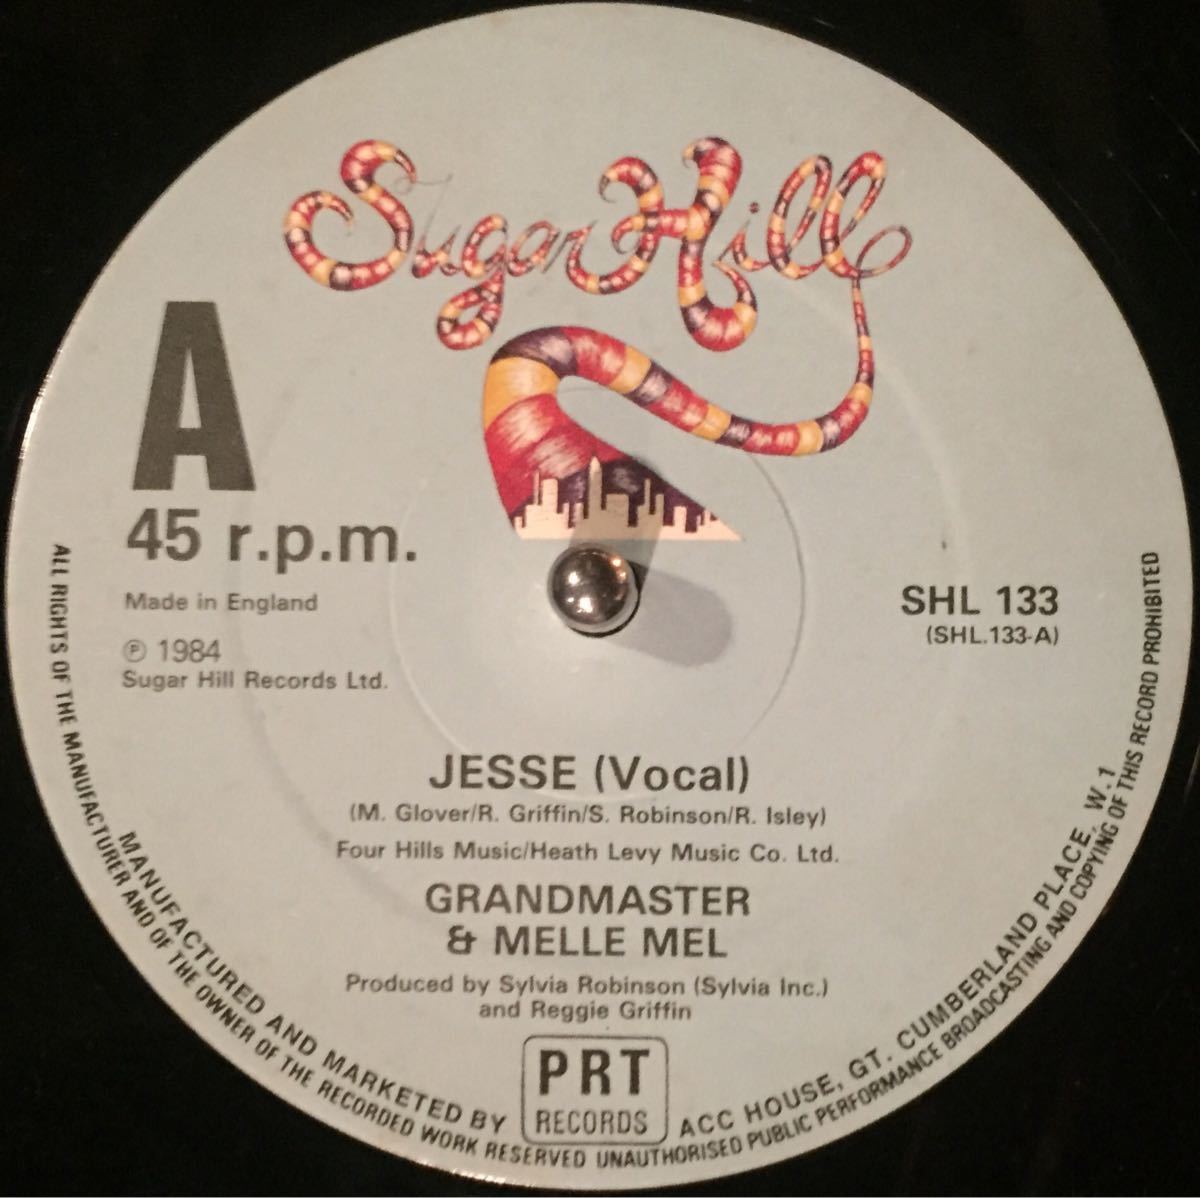 Sugar Hill
A
45 r.p.m.
Made in England
℗ 1984
Sugar Hill Records Ltd.
SHL 133
(SHL.133-A)
JESSE (Vocal)
(M. Glover/R. Griffin/S. Robinson/R. Isley)
Four Hills Music/Heath Levy Music Co. Ltd.
GRANDMASTER
& MELLE MEL
Produced by Sylvia Robinson (Sylvia Inc.)
and Reggie Griffin
PRT
RECORDS
MANUFACTURED AND MARKETED BY
ACC HOUSE, GT. CUMBERLAND PLACE, W.1
ALL RIGHTS OF THE MANUFACTURER AND OF THE OWNER OF THE RECORDED WORK RESERVED UNAUTHORISED PUBLIC PERFORMANCE BROADCASTING AND COPYING OF THIS RECORD PROHIBITED